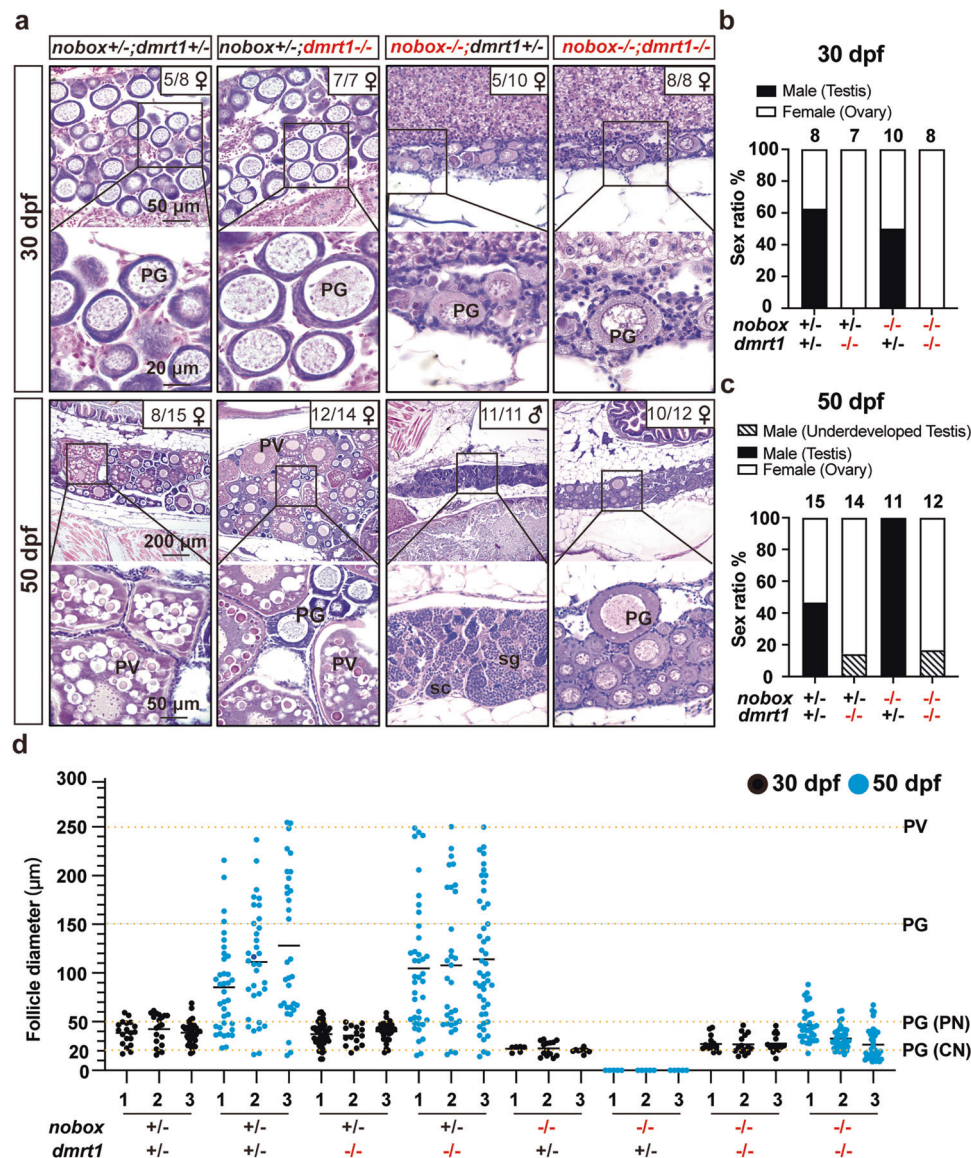 a
nobox+/-;dmrt1+/-
nobox+/-;dmrt1-/-
nobox-/-;dmrt1+/-
nobox-/-;dmrt1-/-
30 dpf
5/8 ♀
7/7 ♀
5/10 ♀
8/8 ♀
50 µm
PG
PG
PG
PG
20 µm
50 dpf
8/15 ♀
12/14 ♀
11/11 ♂
10/12 ♀
PV
200 µm
PV
PG
PV
sg
sc
PG
50 µm
b
30 dpf
Male (Testis)
Female (Ovary)
8 7 10 8
Sex ratio %
100
80
60
40
20
0
nobox +/- +/- -/- -/-
dmrt1 +/- -/- +/- -/-
c
50 dpf
Male (Underdeveloped Testis)
Male (Testis)
Female (Ovary)
15 14 11 12
Sex ratio %
100
80
60
40
20
0
nobox +/- +/- -/- -/-
dmrt1 +/- -/- +/- -/-
d
30 dpf 50 dpf
Follicle diameter (µm)
300
250
200
150
100
50
20
0
PV
PG
PG (PN)
PG (CN)
1 2 3 1 2 3 1 2 3 1 2 3 1 2 3 1 2 3 1 2 3 1 2 3
nobox +/- +/- +/- +/- -/- -/- -/- -/-
dmrt1 +/- +/- -/- -/- +/- +/- -/- -/-